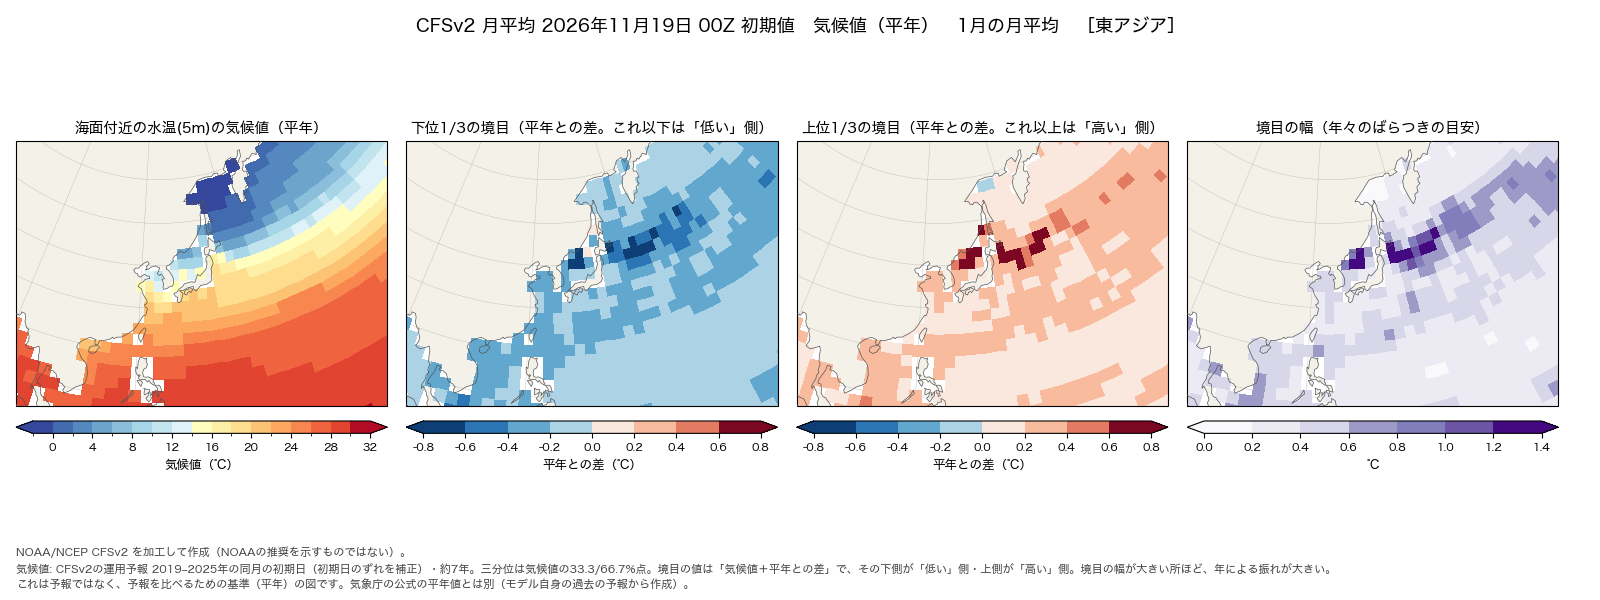 CFSv2 月平均 2026年11月19日 00Z 初期値　気候値（平年）　1月の月平均　［東アジア］
海面付近の水温(5m)の気候値（平年）
下位1/3の境目（平年との差。これ以下は「低い」側）
上位1/3の境目（平年との差。これ以上は「高い」側）
境目の幅（年々のばらつきの目安）
0 4 8 12 16 20 24 28 32
-0.8 -0.6 -0.4 -0.2 0.0 0.2 0.4 0.6 0.8
-0.8 -0.6 -0.4 -0.2 0.0 0.2 0.4 0.6 0.8
0.0 0.2 0.4 0.6 0.8 1.0 1.2 1.4
気候値（℃）
平年との差（℃）
平年との差（℃）
℃
NOAA/NCEP CFSv2 を加工して作成（NOAAの推奨を示すものではない）。
気候値: CFSv2の運用予報 2019–2025年の同月の初期日（初期日のずれを補正）・約7年。三分位は気候値の33.3/66.7%点。境目の値は「気候値＋平年との差」で、その下側が「低い」側・上側が「高い」側。境目の幅が大きい所ほど、年による振れが大きい。
これは予報ではなく、予報を比べるための基準（平年）の図です。気象庁の公式の平年値とは別（モデル自身の過去の予報から作成）。